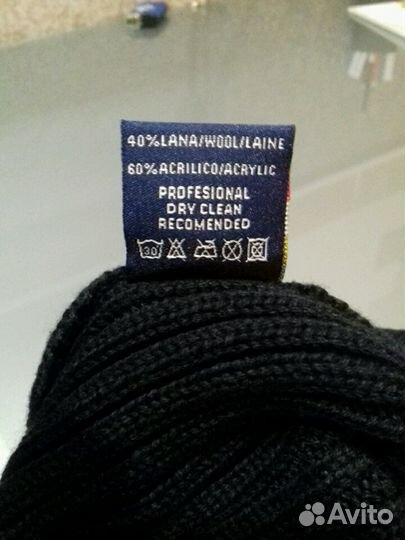 40%LANA/WOOL/LAINE
60%ACRILICO/ACRYLIC
PROFESIONAL
DRY CLEAN
RECOMENDED
30
Avito